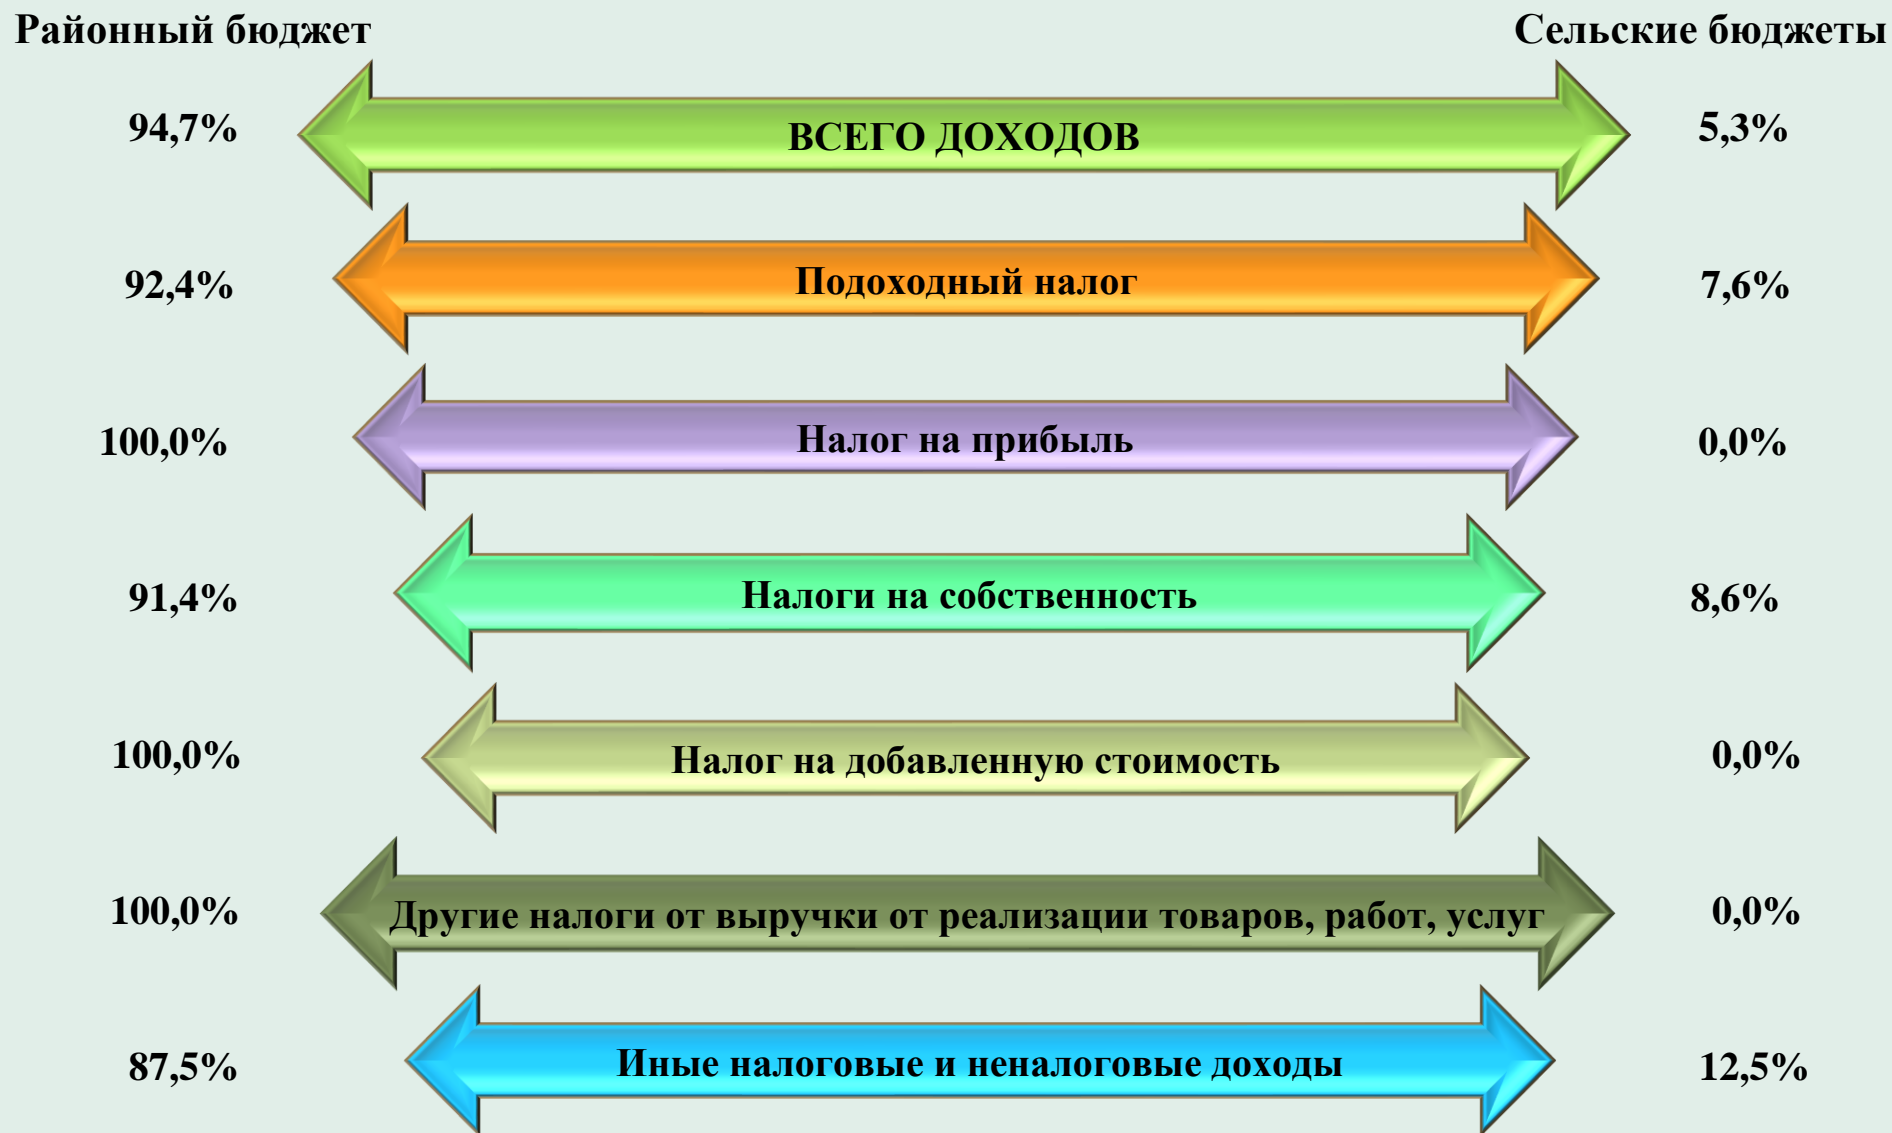 Районный бюджет Сельские бюджеты
94,7% ВСЕГО ДОХОДОВ 5,3%
92,4% Подоходный налог 7,6%
100,0% Налог на прибыль 0,0%
91,4% Налоги на собственность 8,6%
100,0% Налог на добавленную стоимость 0,0%
100,0% Другие налоги от выручки от реализации товаров, работ, услуг 0,0%
87,5% Иные налоговые и неналоговые доходы 12,5%